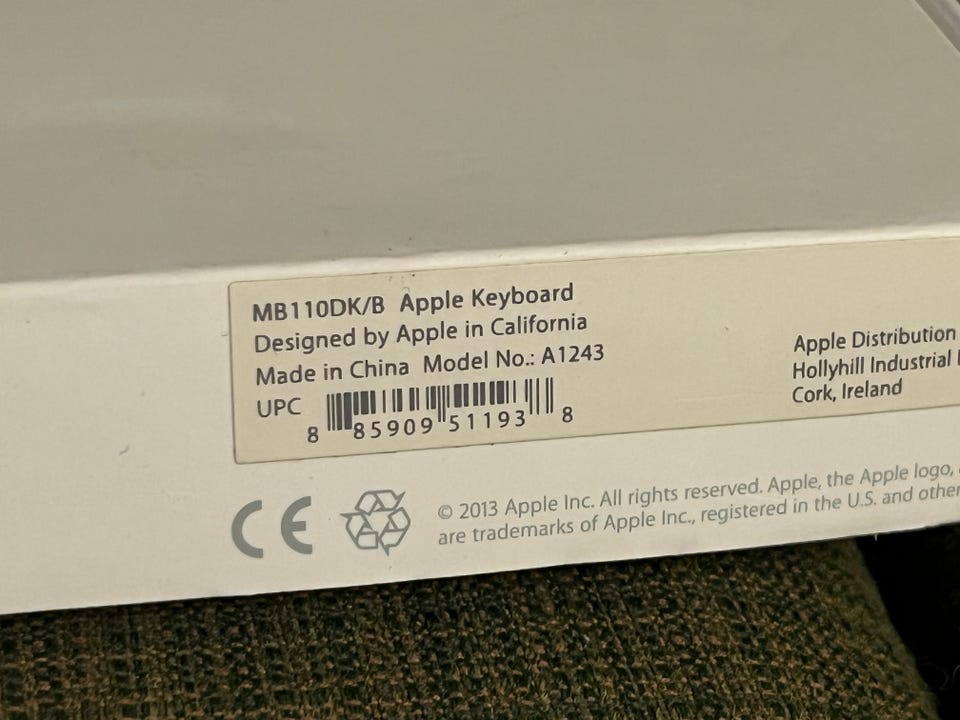 MB110DK/B Apple Keyboard
Designed by Apple in California
Made in China Model No.: A1243
UPC
8 85909 51193 8
Apple Distribution
Hollyhill Industrial
Cork, Ireland
CE
© 2013 Apple Inc. All rights reserved. Apple, the Apple logo,
are trademarks of Apple Inc., registered in the U.S. and other